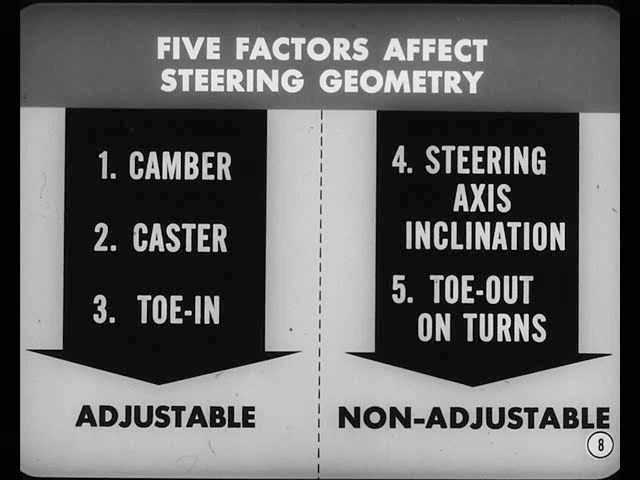 FIVE FACTORS AFFECT
STEERING GEOMETRY
1. CAMBER
2. CASTER
3. TOE-IN
ADJUSTABLE
4. STEERING
AXIS
INCLINATION
5. TOE-OUT
ON TURNS
NON-ADJUSTABLE
8